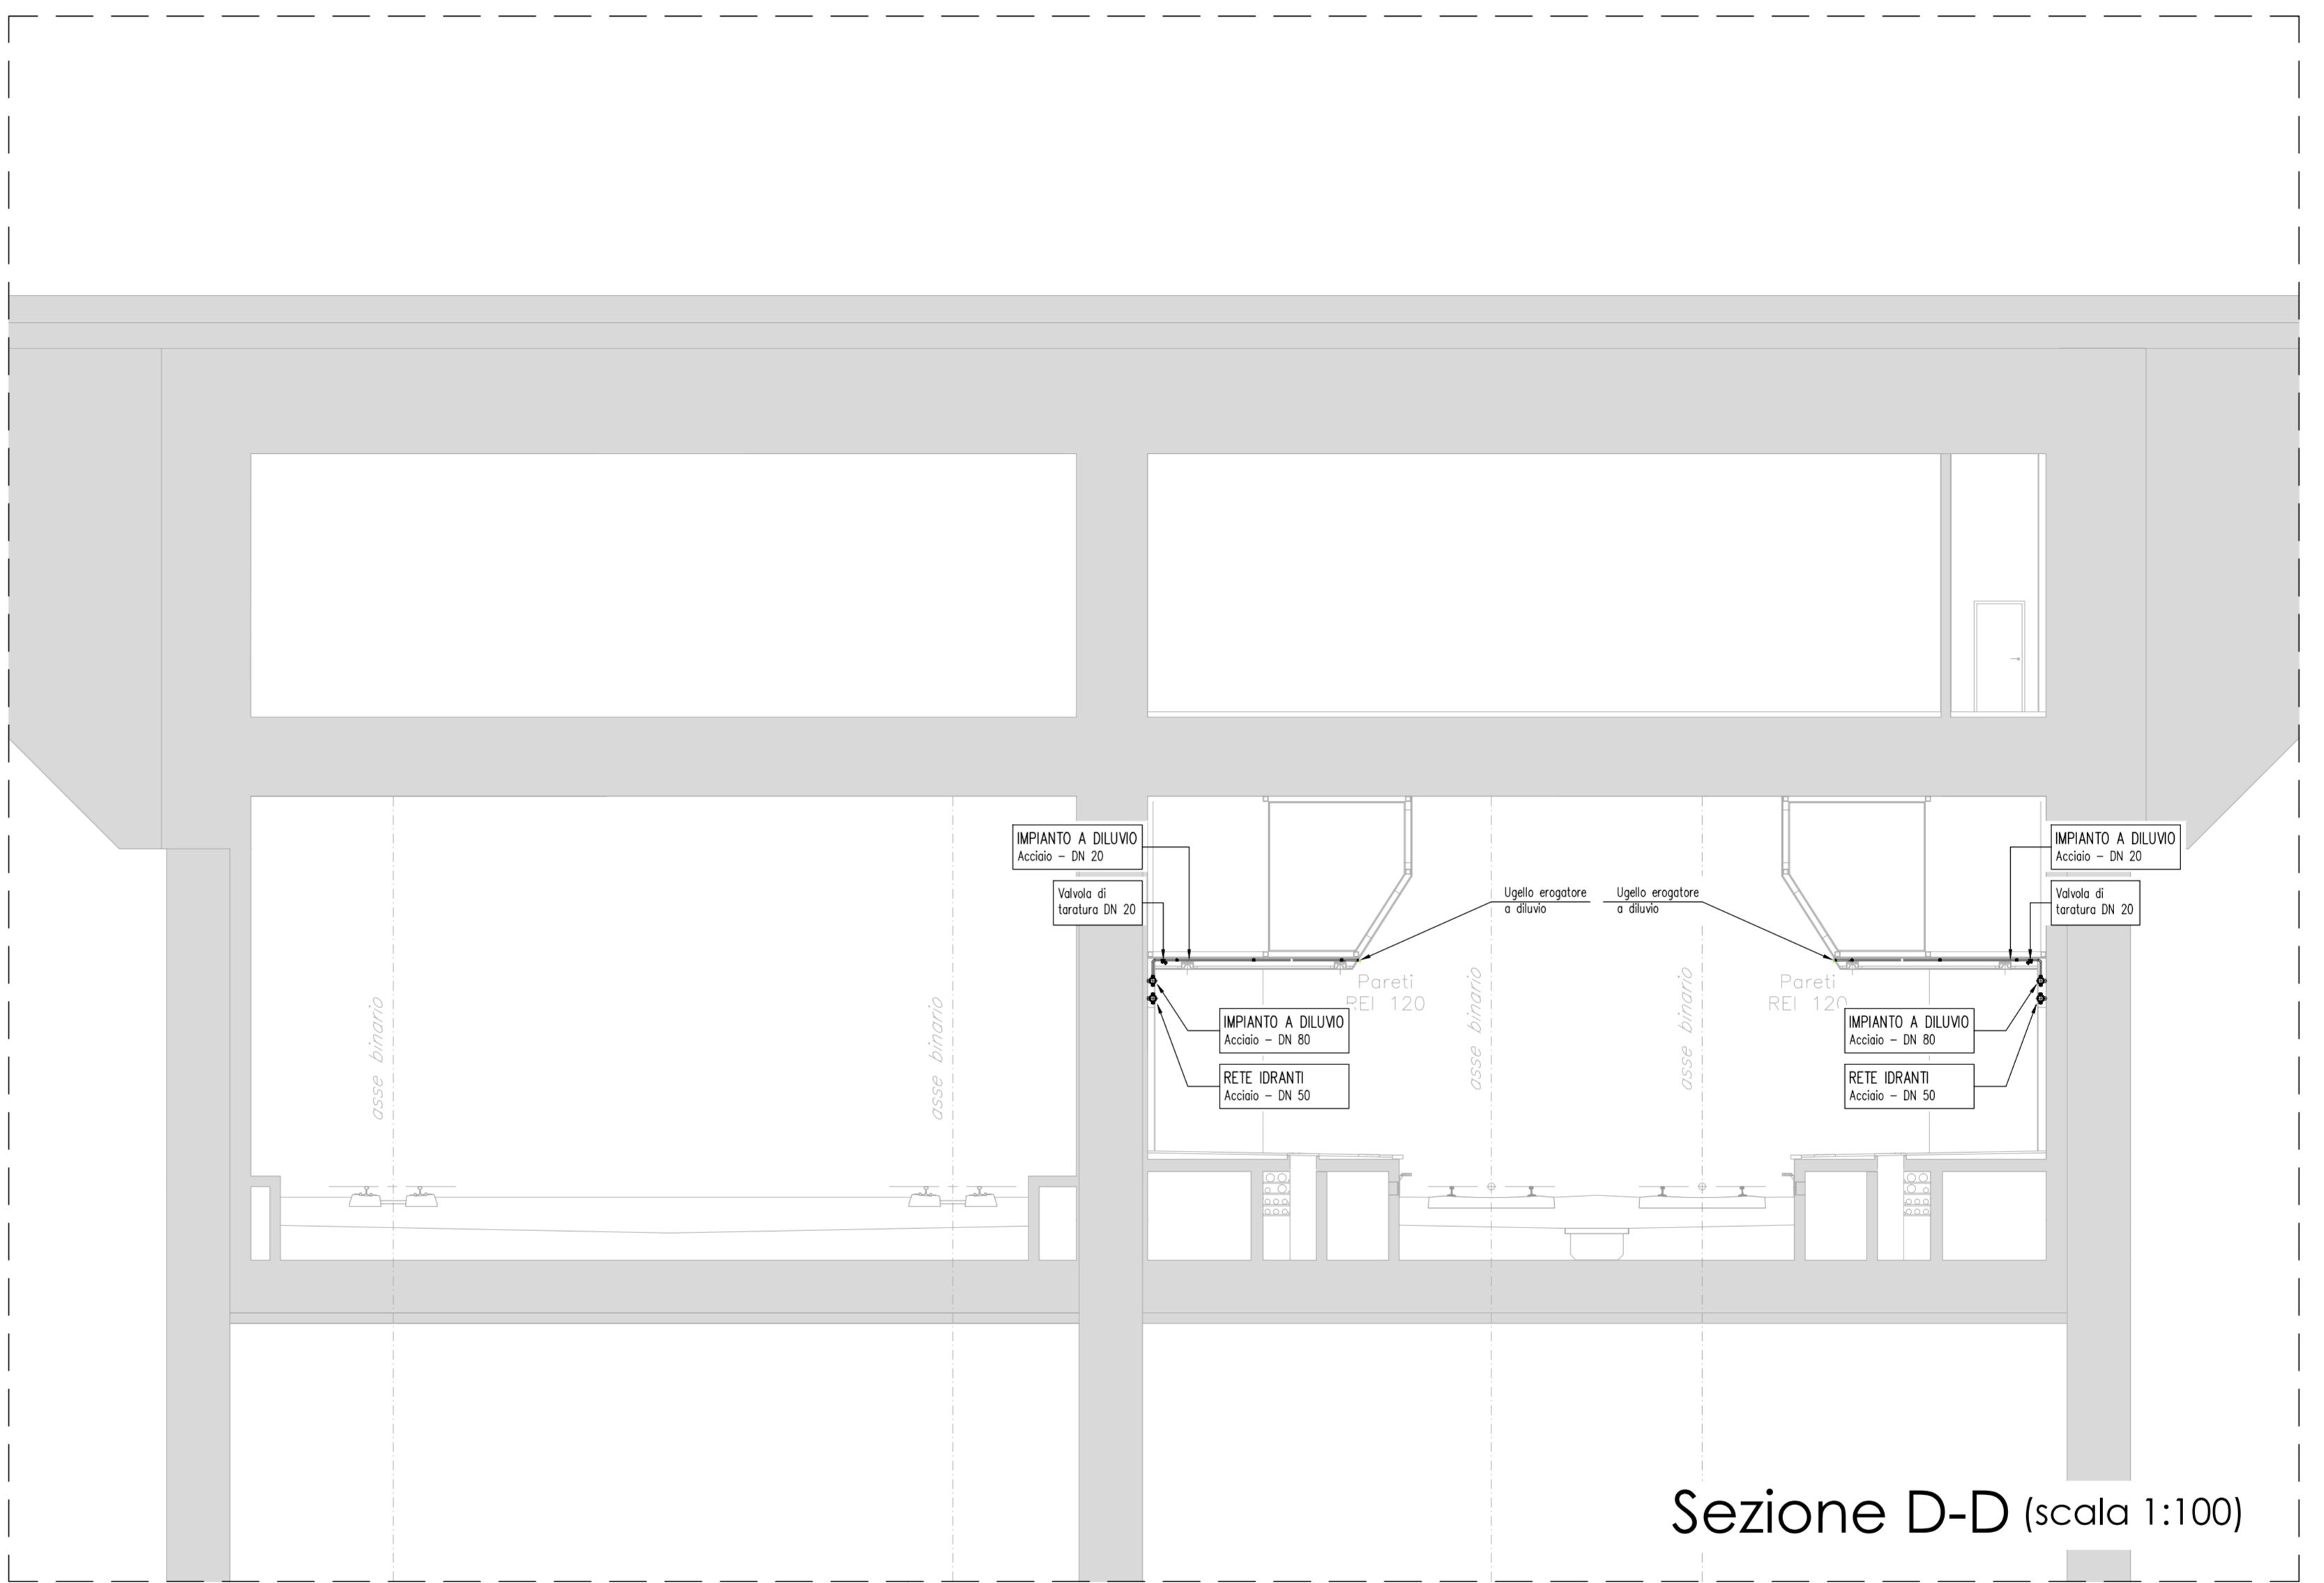 IMPIANTO A DILUVIO
Acciaio - DN 20
Valvola di
taratura DN 20
Ugello erogatore
a diluvio
Ugello erogatore
a diluvio
IMPIANTO A DILUVIO
Acciaio - DN 20
Valvola di
taratura DN 20
asse binario
asse binario
Pareti
REI 120
asse binario
asse binario
Pareti
REI 120
IMPIANTO A DILUVIO
Acciaio - DN 80
RETE IDRANTI
Acciaio - DN 50
IMPIANTO A DILUVIO
Acciaio - DN 80
RETE IDRANTI
Acciaio - DN 50
Sezione D-D (scala 1:100)